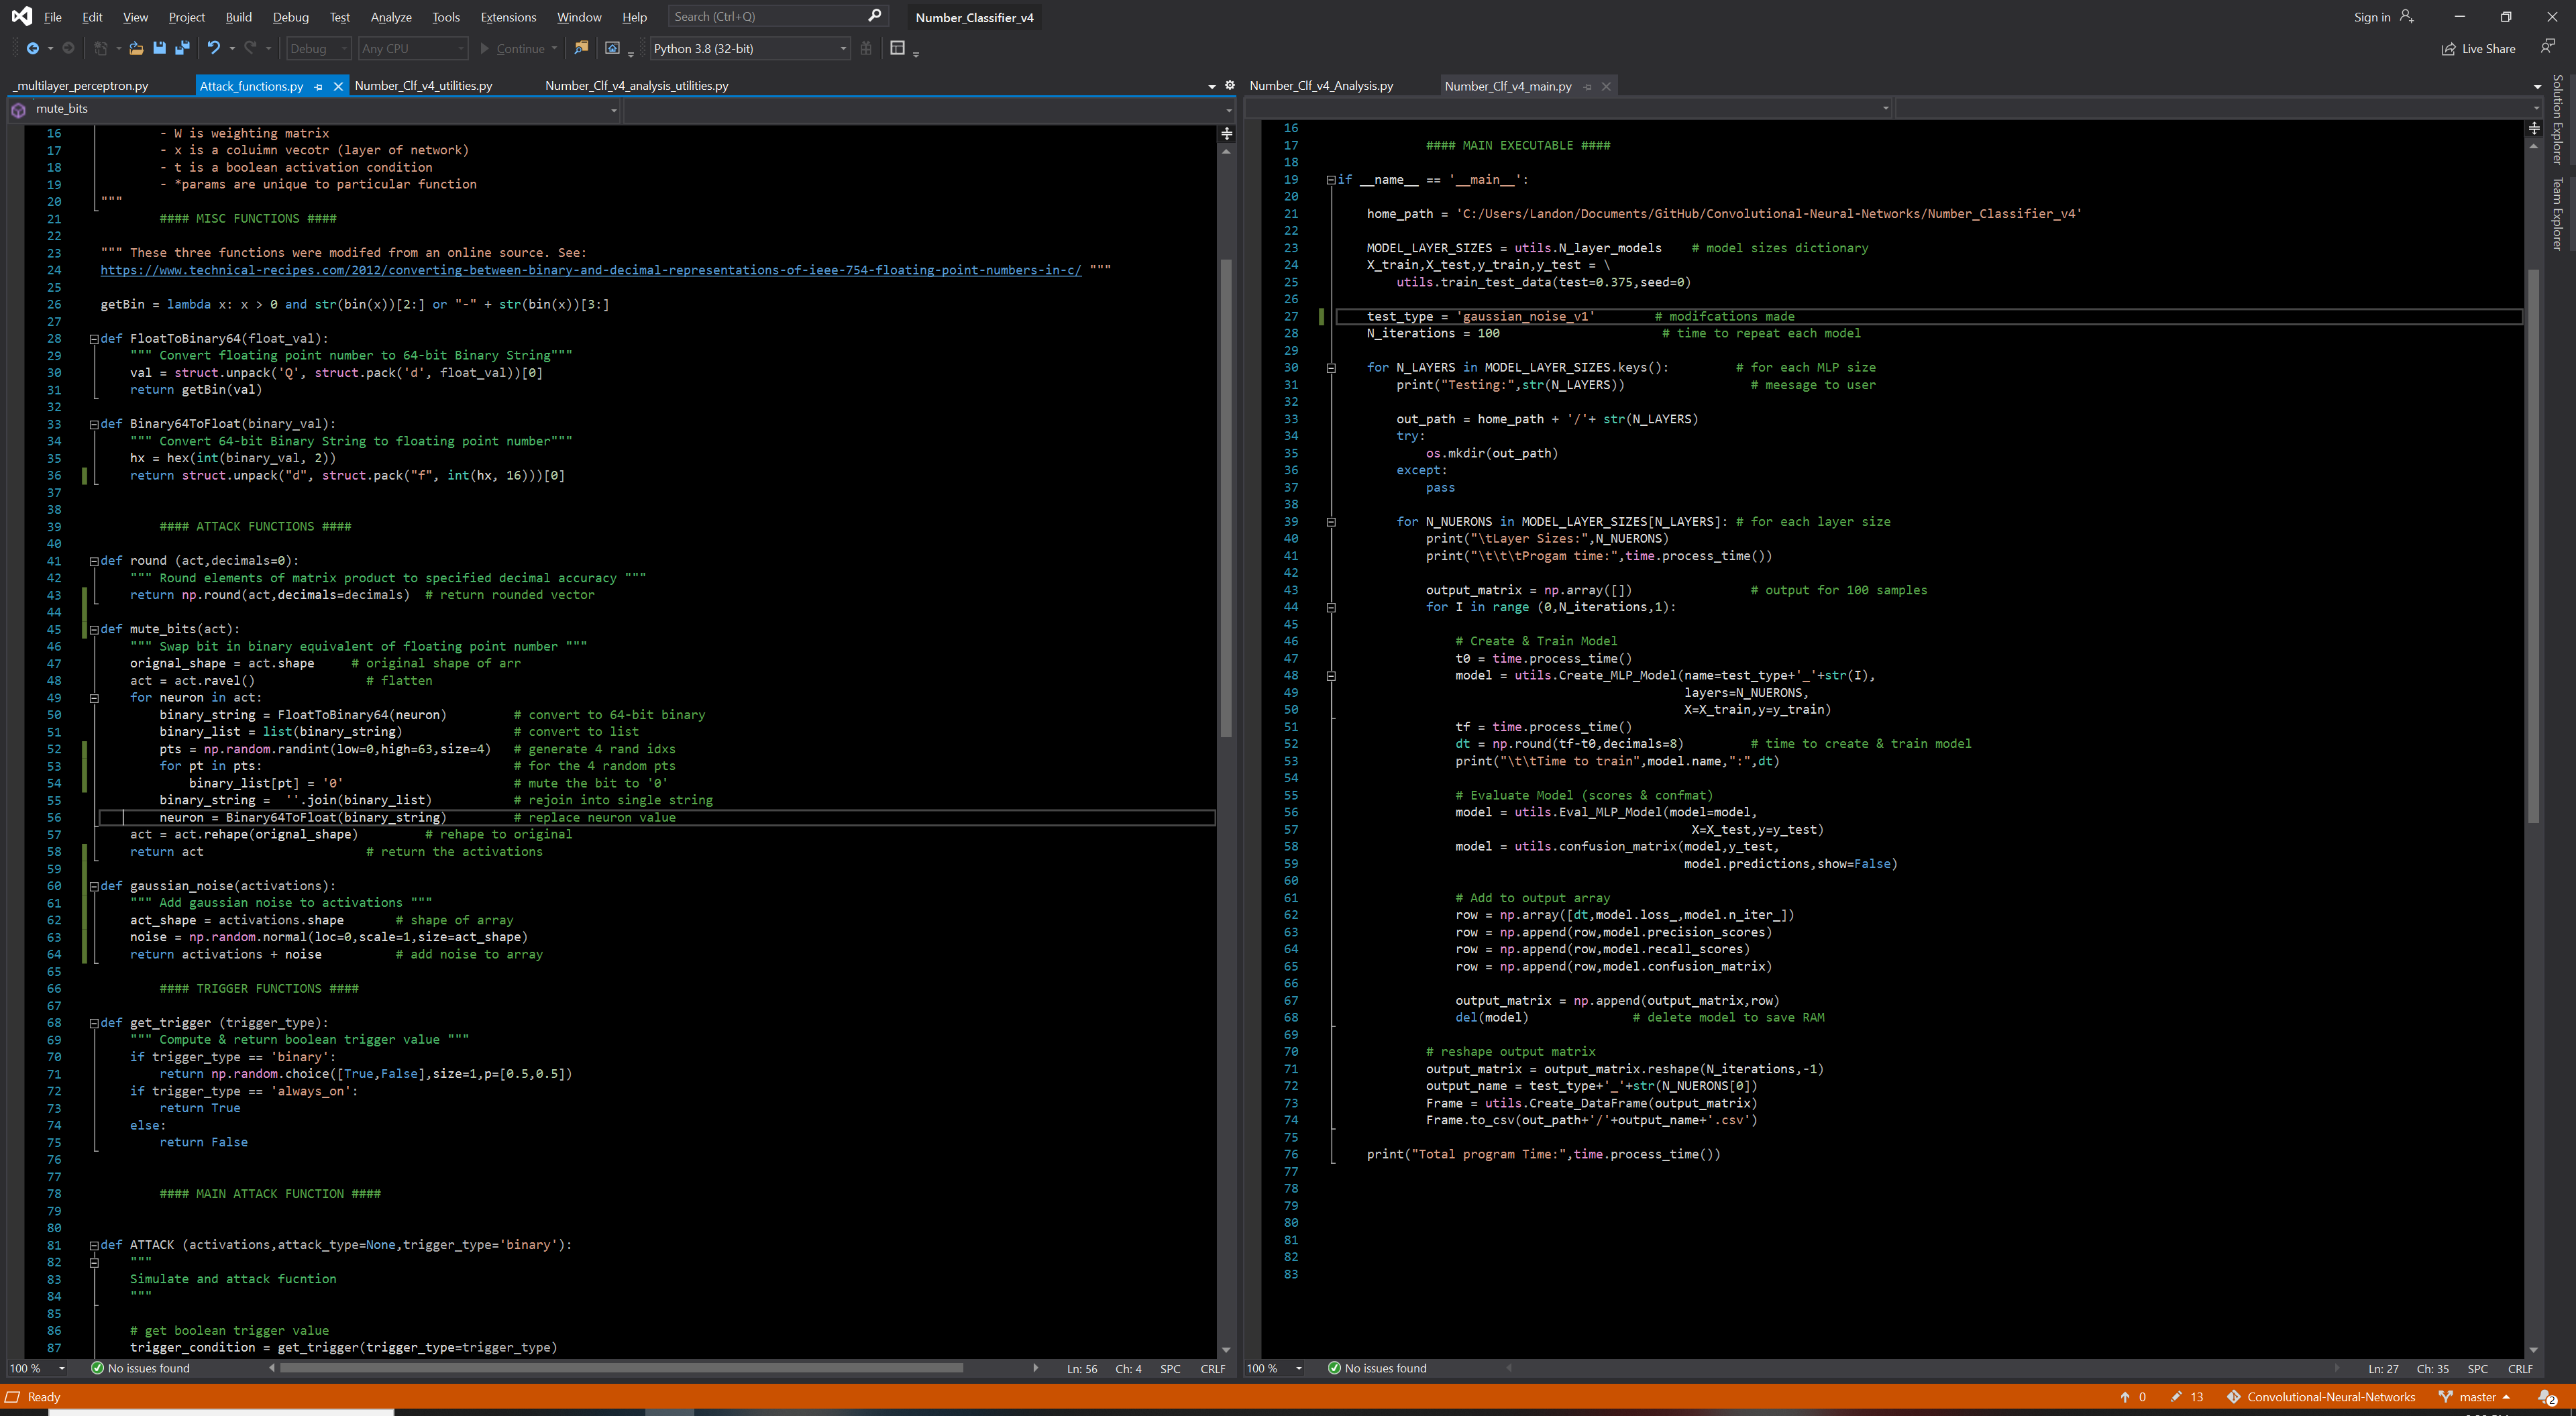 File Edit View Project Build Debug Test Analyze Tools Extensions Window Help Search (Ctrl+Q) Number_Classifier_v4 Sign in
Debug Any CPU Continue Python 3.8 (32-bit) Live Share
_multilayer_perceptron.py Attack_functions.py Number_Clf_v4_utilities.py Number_Clf_v4_analysis_utilities.py
mute_bits
16 - W is weighting matrix
17 - x is a coluimn vecotr (layer of network)
18 - t is a boolean activation condition
19 - *params are unique to particular function
20 """
21 #### MISC FUNCTIONS ####
22
23 """ These three functions were modifed from an online source. See:
24 https://www.technical-recipes.com/2012/converting-between-binary-and-decimal-representations-of-ieee-754-floating-point-numbers-in-c/ """
25
26 getBin = lambda x: x > 0 and str(bin(x))[2:] or "-" + str(bin(x))[3:]
27
28 def FloatToBinary64(float_val):
29 """ Convert floating point number to 64-bit Binary String"""
30 val = struct.unpack('Q', struct.pack('d', float_val))[0]
31 return getBin(val)
32
33 def Binary64ToFloat(binary_val):
34 """ Convert 64-bit Binary String to floating point number"""
35 hx = hex(int(binary_val, 2))
36 return struct.unpack("d", struct.pack("f", int(hx, 16)))[0]
37
38
39 #### ATTACK FUNCTIONS ####
40
41 def round (act,decimals=0):
42 """ Round elements of matrix product to specified decimal accuracy """
43 return np.round(act,decimals=decimals) # return rounded vector
44
45 def mute_bits(act):
46 """ Swap bit in binary equivalent of floating point number """
47 orignal_shape = act.shape # original shape of arr
48 act = act.ravel() # flatten
49 for neuron in act:
50 binary_string = FloatToBinary64(neuron) # convert to 64-bit binary
51 binary_list = list(binary_string) # convert to list
52 pts = np.random.randint(low=0,high=63,size=4) # generate 4 rand idxs
53 for pt in pts: # for the 4 random pts
54 binary_list[pt] = '0' # mute the bit to '0'
55 binary_string = ''.join(binary_list) # rejoin into single string
56 neuron = Binary64ToFloat(binary_string) # replace neuron value
57 act = act.rehape(orignal_shape) # rehape to original
58 return act # return the activations
59
60 def gaussian_noise(activations):
61 """ Add gaussian noise to activations """
62 act_shape = activations.shape # shape of array
63 noise = np.random.normal(loc=0,scale=1,size=act_shape)
64 return activations + noise # add noise to array
65
66 #### TRIGGER FUNCTIONS ####
67
68 def get_trigger (trigger_type):
69 """ Compute & return boolean trigger value """
70 if trigger_type == 'binary':
71 return np.random.choice([True,False],size=1,p=[0.5,0.5])
72 if trigger_type == 'always_on':
73 return True
74 else:
75 return False
76
77
78 #### MAIN ATTACK FUNCTION ####
79
80
81 def ATTACK (activations,attack_type=None,trigger_type='binary'):
82 """
83 Simulate and attack fucntion
84 """
85
86 # get boolean trigger value
87 trigger_condition = get_trigger(trigger_type=trigger_type)
100 % No issues found Ln: 56 Ch: 4 SPC CRLF
Number_Clf_v4_Analysis.py Number_Clf_v4_main.py
16
17 #### MAIN EXECUTABLE ####
18
19 if __name__ == '__main__':
20
21 home_path = 'C:/Users/Landon/Documents/GitHub/Convolutional-Neural-Networks/Number_Classifier_v4'
22
23 MODEL_LAYER_SIZES = utils.N_layer_models # model sizes dictionary
24 X_train,X_test,y_train,y_test = \
25 utils.train_test_data(test=0.375,seed=0)
26
27 test_type = 'gaussian_noise_v1' # modifcations made
28 N_iterations = 100 # time to repeat each model
29
30 for N_LAYERS in MODEL_LAYER_SIZES.keys(): # for each MLP size
31 print("Testing:",str(N_LAYERS)) # meesage to user
32
33 out_path = home_path + '/'+ str(N_LAYERS)
34 try:
35 os.mkdir(out_path)
36 except:
37 pass
38
39 for N_NUERONS in MODEL_LAYER_SIZES[N_LAYERS]: # for each layer size
40 print("\tLayer Sizes:",N_NUERONS)
41 print("\t\t\tProgam time:",time.process_time())
42
43 output_matrix = np.array([]) # output for 100 samples
44 for I in range (0,N_iterations,1):
45
46 # Create & Train Model
47 t0 = time.process_time()
48 model = utils.Create_MLP_Model(name=test_type+'_'+str(I),
49 layers=N_NUERONS,
50 X=X_train,y=y_train)
51 tf = time.process_time()
52 dt = np.round(tf-t0,decimals=8) # time to create & train model
53 print("\t\tTime to train",model.name,":",dt)
54
55 # Evaluate Model (scores & confmat)
56 model = utils.Eval_MLP_Model(model=model,
57 X=X_test,y=y_test)
58 model = utils.confusion_matrix(model,y_test,
59 model.predictions,show=False)
60
61 # Add to output array
62 row = np.array([dt,model.loss_,model.n_iter_])
63 row = np.append(row,model.precision_scores)
64 row = np.append(row,model.recall_scores)
65 row = np.append(row,model.confusion_matrix)
66
67 output_matrix = np.append(output_matrix,row)
68 del(model) # delete model to save RAM
69
70 # reshape output matrix
71 output_matrix = output_matrix.reshape(N_iterations,-1)
72 output_name = test_type+'_'+str(N_NUERONS[0])
73 Frame = utils.Create_DataFrame(output_matrix)
74 Frame.to_csv(out_path+'/'+output_name+'.csv')
75
76 print("Total program Time:",time.process_time())
77
78
79
80
81
82
83
100 % No issues found Ln: 27 Ch: 35 SPC CRLF
Solution Explorer
Team Explorer
Ready 0 13 Convolutional-Neural-Networks master 2